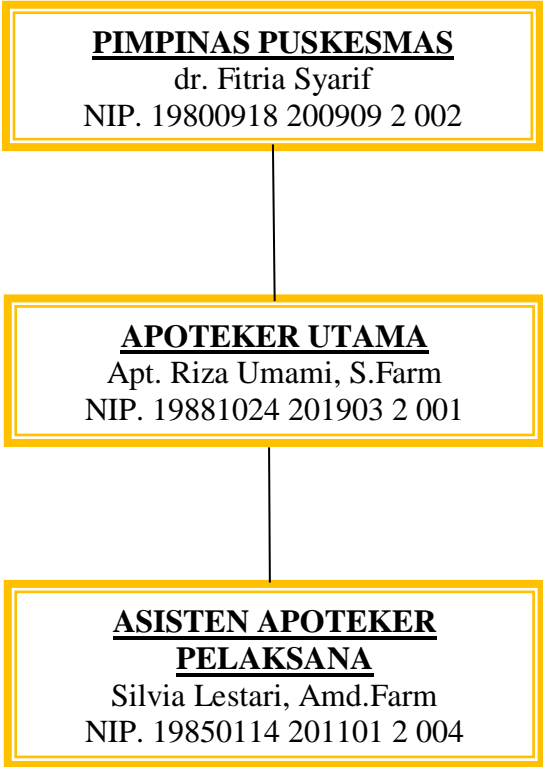 PIMPINAS PUSKESMAS
dr. Fitria Syarif
NIP. 19800918 200909 2 002
APOTEKER UTAMA
Apt. Riza Umami, S.Farm
NIP. 19881024 201903 2 001
ASISTEN APOTEKER
PELAKSANA
Silvia Lestari, Amd.Farm
NIP. 19850114 201101 2 004